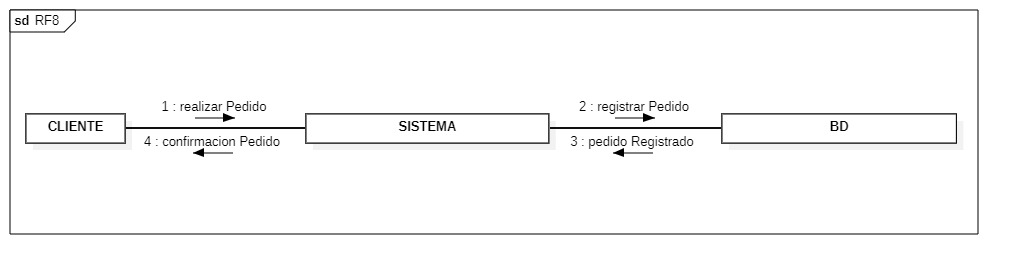 sd RF8
1 : realizar Pedido
2 : registrar Pedido
CLIENTE
SISTEMA
BD
4 : confirmacion Pedido
3 : pedido Registrado